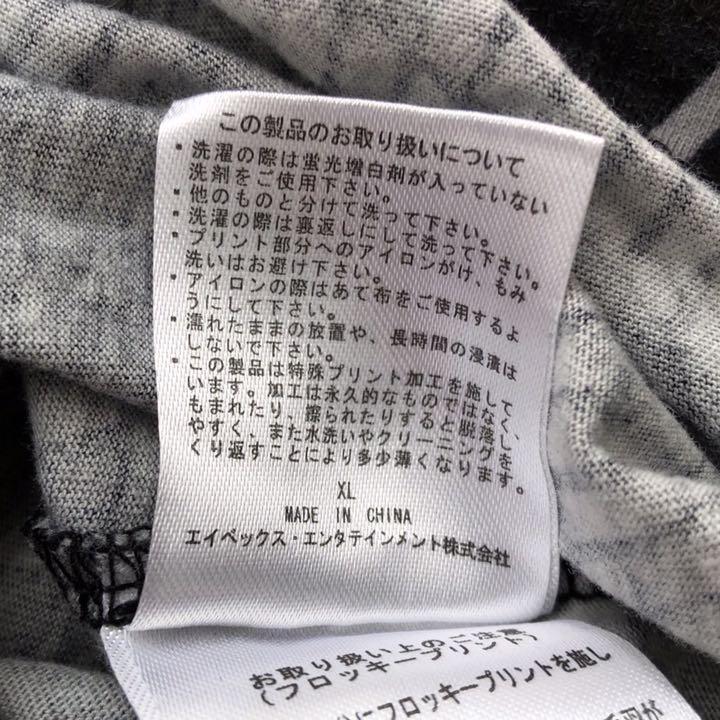 この製品のお取り扱いについて
・洗濯の際は蛍光増白剤が入っていない
洗剤をご使用下さい。
・他のものと分けて洗って下さい。
・洗濯の際は裏返しにして洗って下さい。
・プリント部分へのアイロンがけ、もみ
洗いはお避け下さい。
・アイロンの際はあて布をご使用するよ
うにして下さい。
・濡れたままの放置や、長時間の浸漬は
しないで下さい。
・この製品は特殊プリント加工を施して
います。加工は永久的なものではなく、
もまれたり、擦られたりすると脱落しを
やすく、また水洗いやクリーニングを
くり返すことにより多少薄くなります。
XL
MADE IN CHINA
エイベックス・エンタテインメント株式会社
お取り扱い上のご注意
(フロッキープリント)
にフロッキープリントを施し